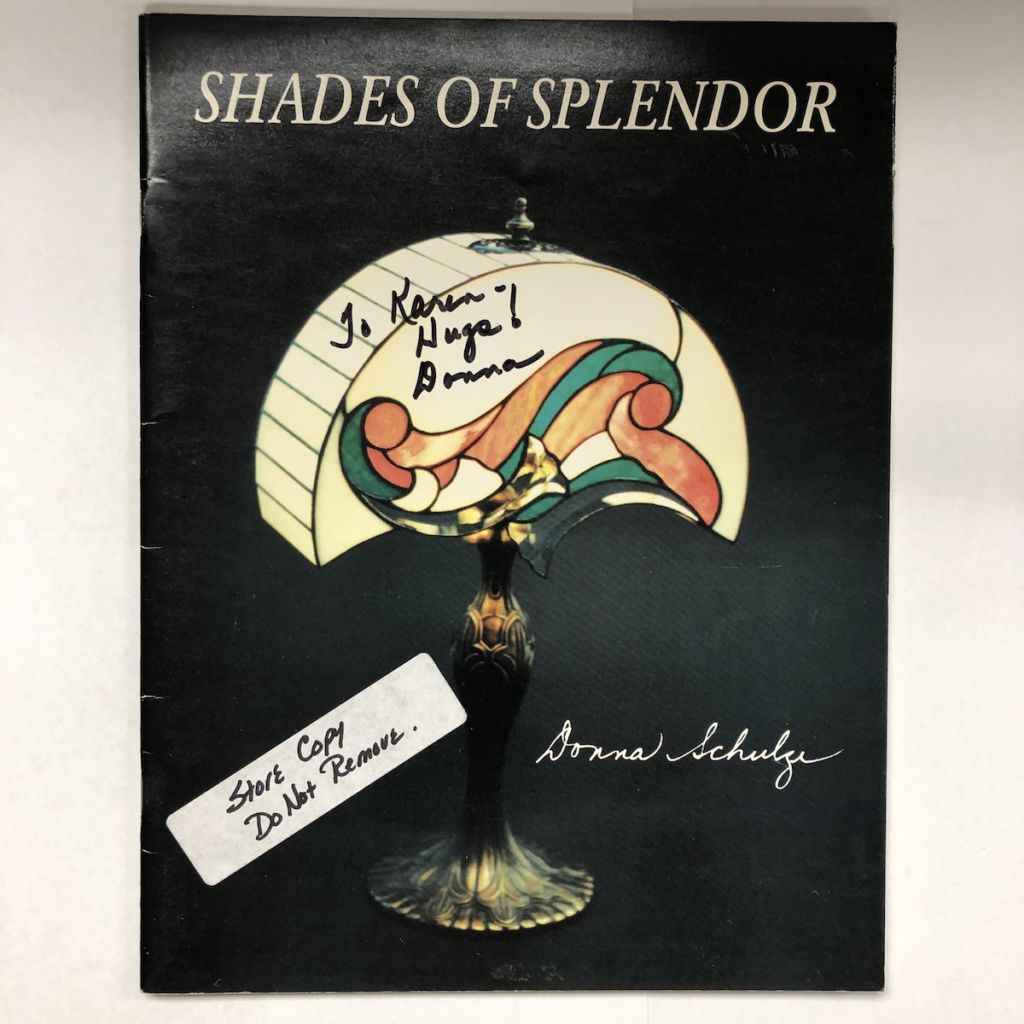 SHADES OF SPLENDOR
To Karen -
Hugs!
Donna
Donna Schulze
Store Copy
Do Not Remove.